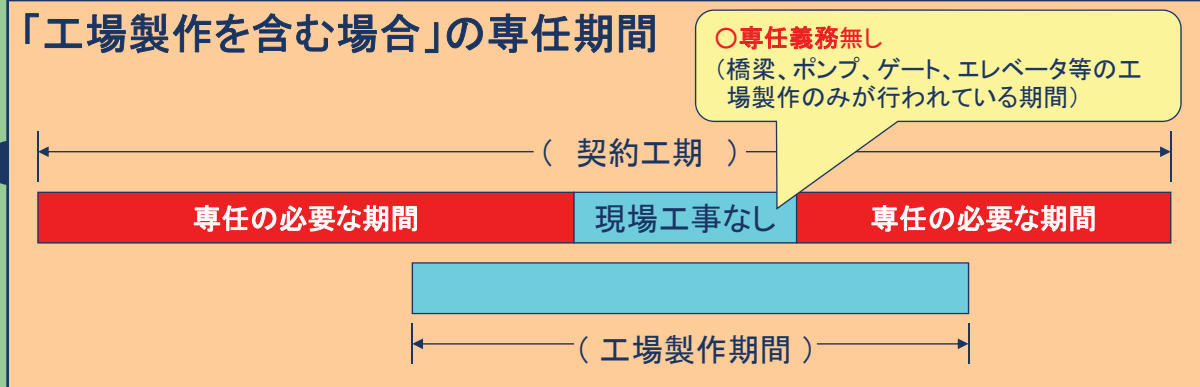 「工場製作を含む場合」の専任期間
○専任義務無し
(橋梁、ポンプ、ゲート、エレベータ等の工
場製作のみが行われている期間)
( 契約工期 )
専任の必要な期間
現場工事なし
専任の必要な期間
( 工場製作期間 )